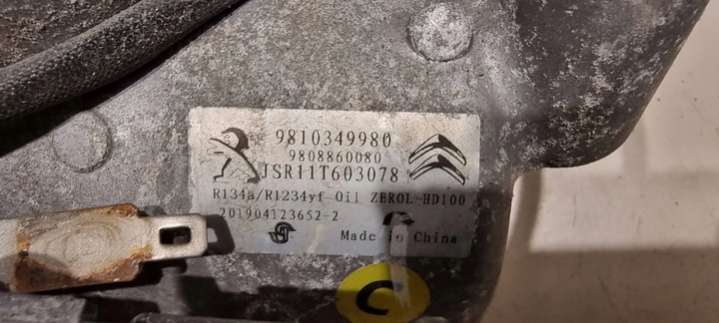 9810349980
9808860080
JSR11T603078
R134a/R1234yf Oil ZEROL-HD100
201904123652-2
Made in China
C